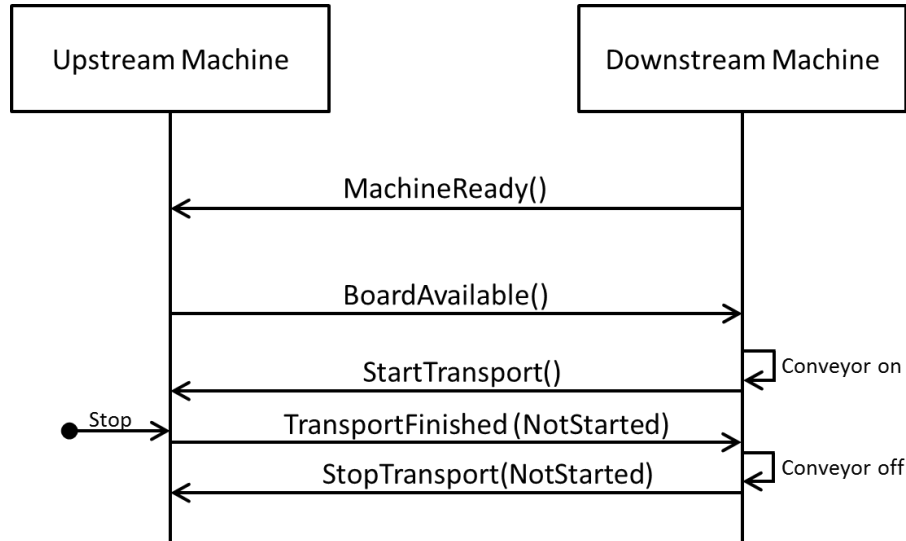 Upstream Machine
Downstream Machine
MachineReady()
BoardAvailable()
Conveyor on
StartTransport()
Stop
TransportFinished (NotStarted)
Conveyor off
StopTransport(NotStarted)